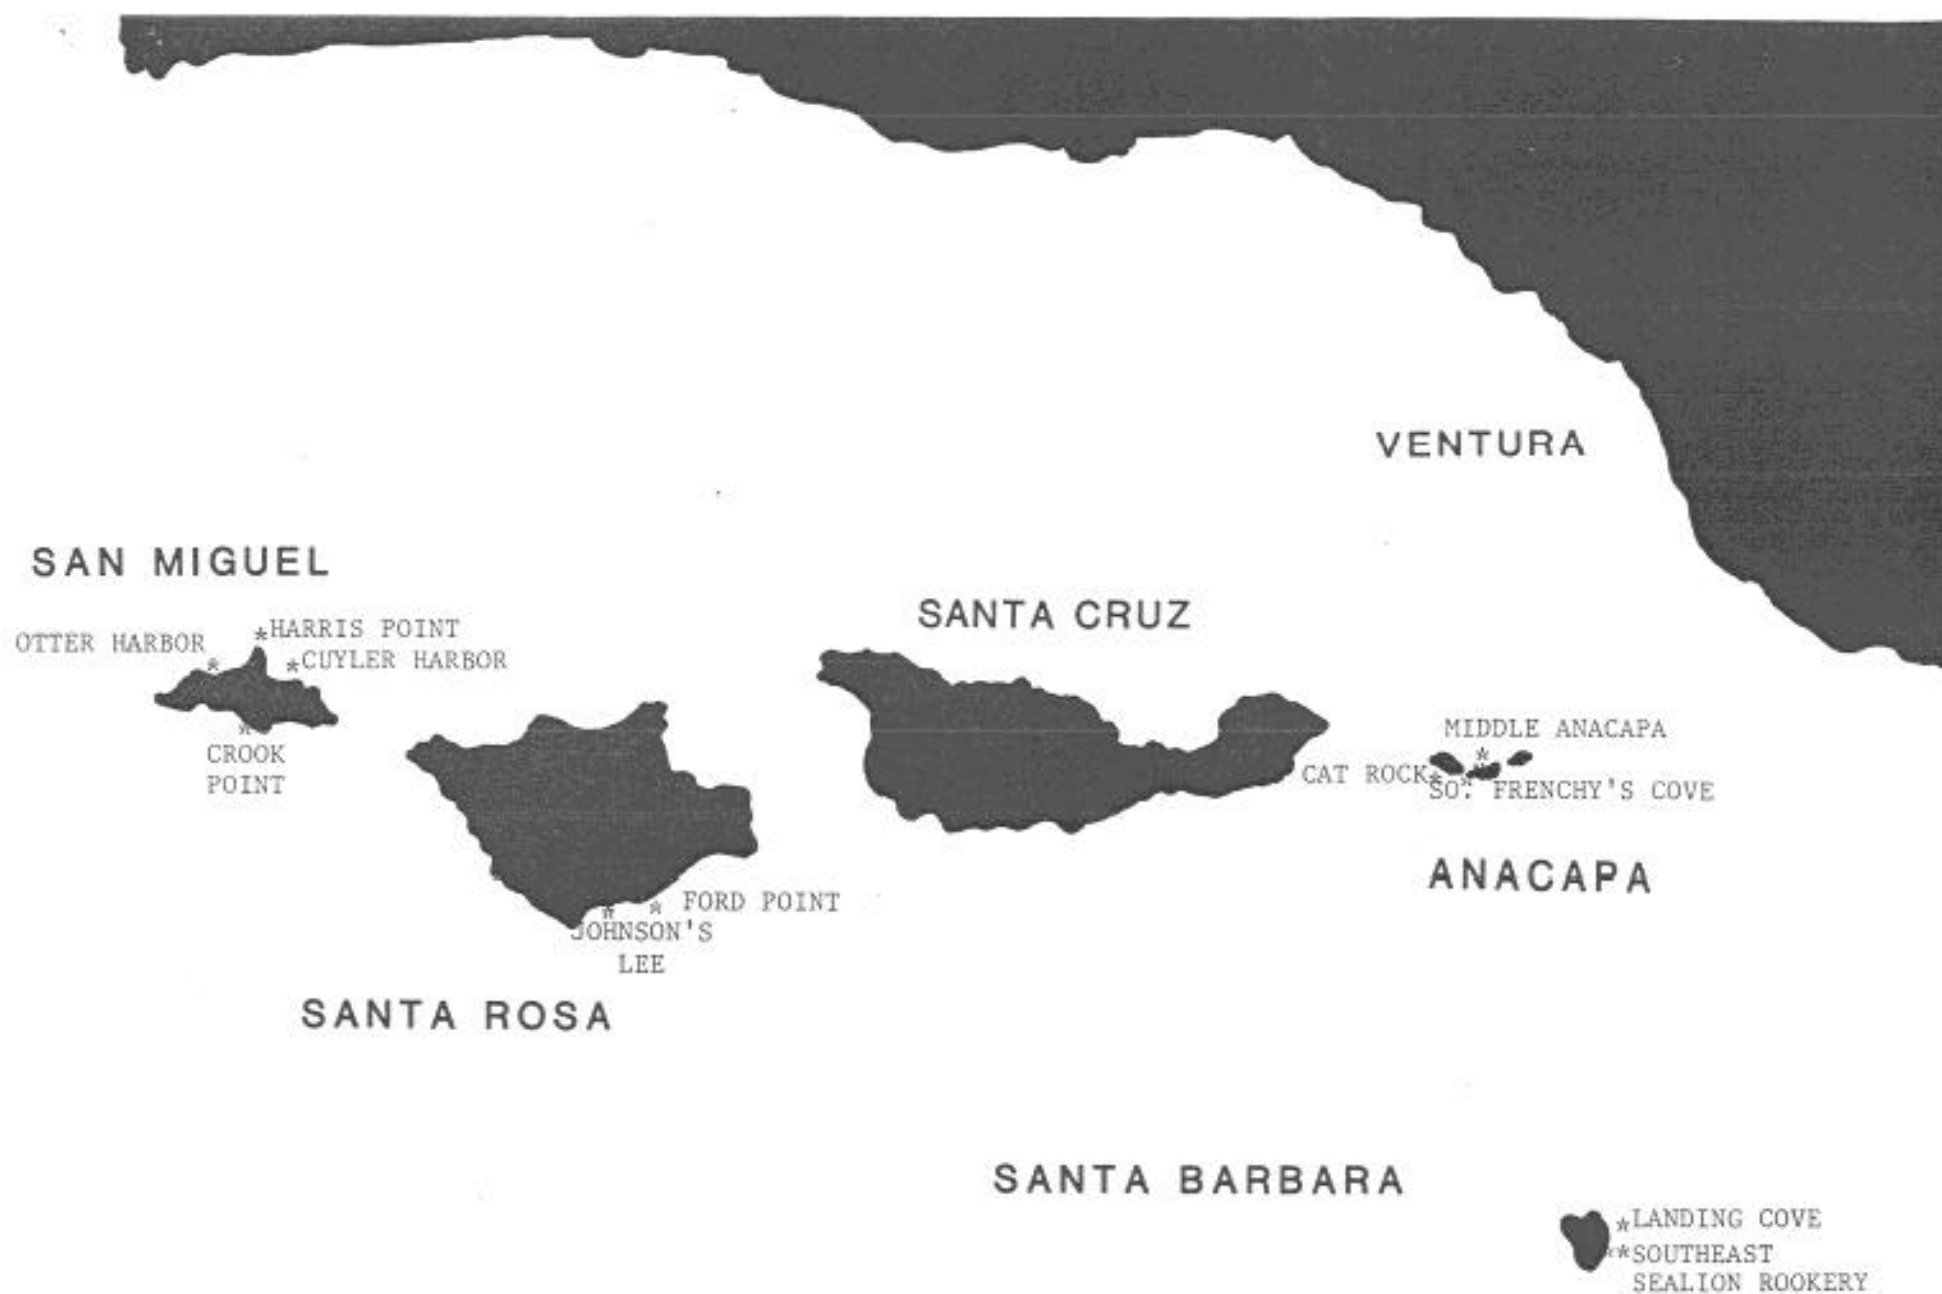 VENTURA
SAN MIGUEL
SANTA CRUZ
*HARRIS POINT
OTTER HARBOR *
*CUYLER HARBOR
*
CROOK
POINT
MIDDLE ANACAPA
*
CAT ROCK*
SO. FRENCHY'S COVE
ANACAPA
* * FORD POINT
JOHNSON'S
LEE
SANTA ROSA
SANTA BARBARA
*LANDING COVE
**SOUTHEAST
SEALION ROOKERY